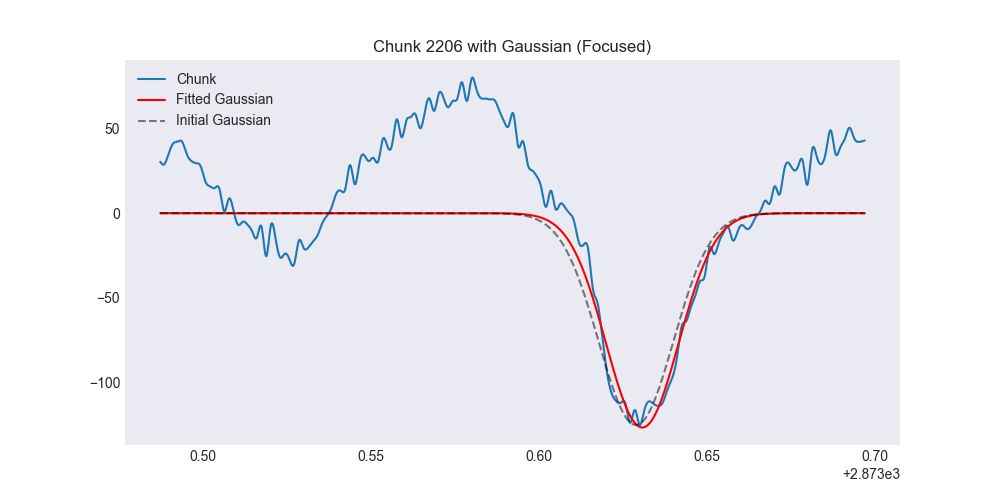 Chunk 2206 with Gaussian (Focused)
Chunk
Fitted Gaussian
Initial Gaussian
50
0
−50
−100
0.50 0.55 0.60 0.65 0.70
+2.873e3